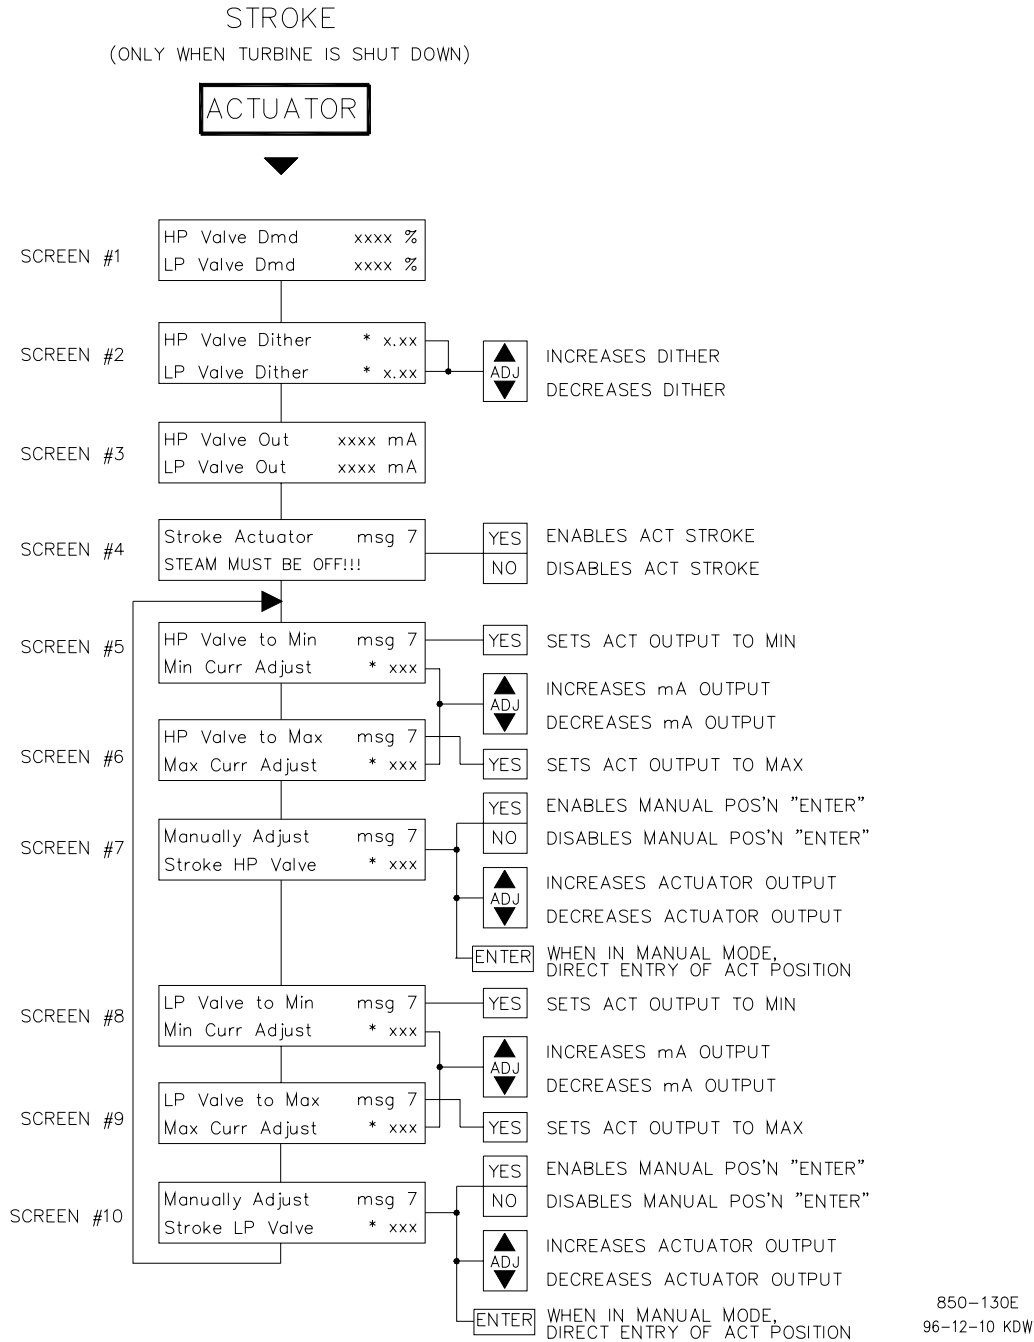 STROKE
(ONLY WHEN TURBINE IS SHUT DOWN)
ACTUATOR
SCREEN #1
HP Valve Dmd xxxx %
LP Valve Dmd xxxx %
SCREEN #2
HP Valve Dither * x.xx
LP Valve Dither * x.xx
ADJ
INCREASES DITHER
DECREASES DITHER
SCREEN #3
HP Valve Out xxxx mA
LP Valve Out xxxx mA
SCREEN #4
Stroke Actuator msg 7
STEAM MUST BE OFF!!!
YES ENABLES ACT STROKE
NO DISABLES ACT STROKE
SCREEN #5
HP Valve to Min msg 7
Min Curr Adjust * xxx
YES SETS ACT OUTPUT TO MIN
ADJ
INCREASES mA OUTPUT
DECREASES mA OUTPUT
SCREEN #6
HP Valve to Max msg 7
Max Curr Adjust * xxx
YES SETS ACT OUTPUT TO MAX
SCREEN #7
Manually Adjust msg 7
Stroke HP Valve * xxx
YES ENABLES MANUAL POS'N "ENTER"
NO DISABLES MANUAL POS'N "ENTER"
ADJ
INCREASES ACTUATOR OUTPUT
DECREASES ACTUATOR OUTPUT
ENTER WHEN IN MANUAL MODE,
DIRECT ENTRY OF ACT POSITION
SCREEN #8
LP Valve to Min msg 7
Min Curr Adjust * xxx
YES SETS ACT OUTPUT TO MIN
ADJ
INCREASES mA OUTPUT
DECREASES mA OUTPUT
SCREEN #9
LP Valve to Max msg 7
Max Curr Adjust * xxx
YES SETS ACT OUTPUT TO MAX
SCREEN #10
Manually Adjust msg 7
Stroke LP Valve * xxx
YES ENABLES MANUAL POS'N "ENTER"
NO DISABLES MANUAL POS'N "ENTER"
ADJ
INCREASES ACTUATOR OUTPUT
DECREASES ACTUATOR OUTPUT
ENTER WHEN IN MANUAL MODE,
DIRECT ENTRY OF ACT POSITION
850-130E
96-12-10 KDW